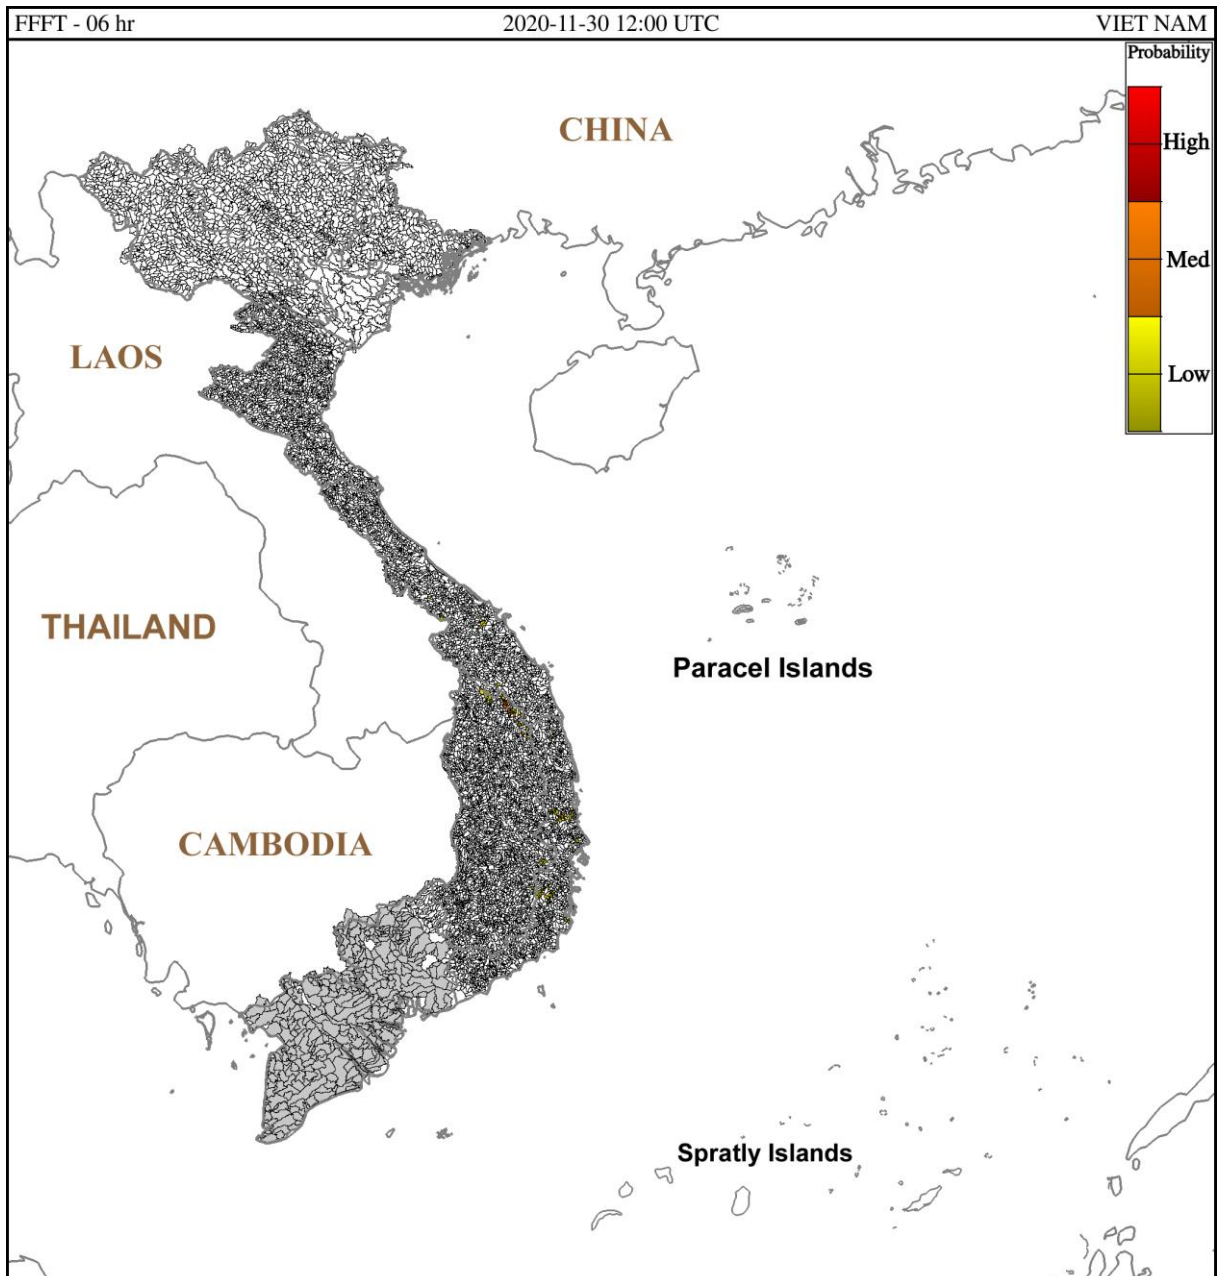 FFFT - 06 hr 2020-11-30 12:00 UTC VIET NAM
Probability
CHINA
High
Med
LAOS
Low
THAILAND
Paracel Islands
CAMBODIA
Spratly Islands